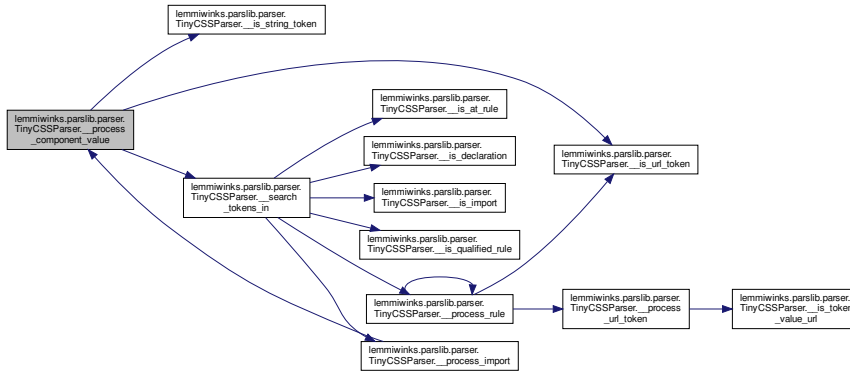 lemmiwinks.parslib.parser.
TinyCSSParser.__is_string_token
lemmiwinks.parslib.parser.
TinyCSSParser.__process
_component_value
lemmiwinks.parslib.parser.
TinyCSSParser.__is_at_rule
lemmiwinks.parslib.parser.
TinyCSSParser.__is_declaration
lemmiwinks.parslib.parser.
TinyCSSParser.__is_url_token
lemmiwinks.parslib.parser.
TinyCSSParser.__search
_tokens_in
lemmiwinks.parslib.parser.
TinyCSSParser.__is_import
lemmiwinks.parslib.parser.
TinyCSSParser.__is_qualified_rule
lemmiwinks.parslib.parser.
TinyCSSParser.__process_rule
lemmiwinks.parslib.parser.
TinyCSSParser.__process
_url_token
lemmiwinks.parslib.parser.
TinyCSSParser.__is_token
_value_url
lemmiwinks.parslib.parser.
TinyCSSParser.__process_import